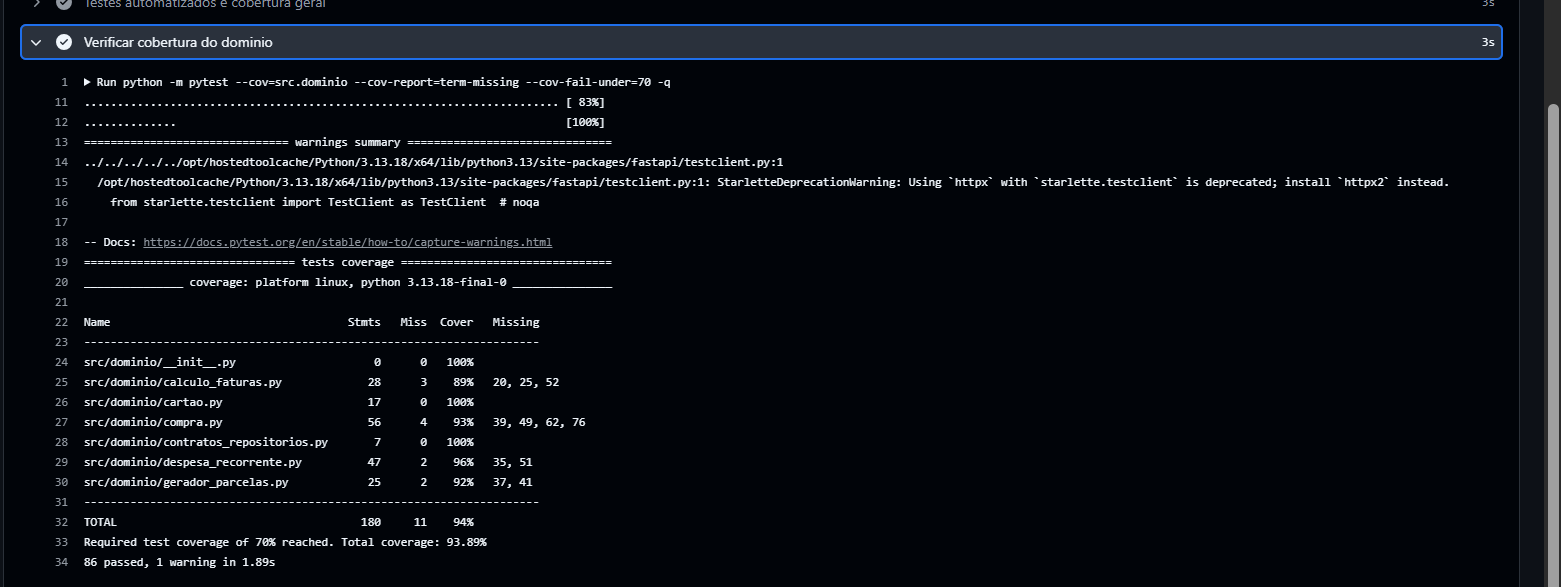 Testes automatizados e cobertura geral 3s
Verificar cobertura do dominio 3s
1 Run python -m pytest --cov=src.dominio --cov-report=term-missing --cov-fail-under=70 -q
11 ........................................................................ [ 83%]
12 .............. [100%]
13 =============================== warnings summary ===============================
14 ../../../../../opt/hostedtoolcache/Python/3.13.18/x64/lib/python3.13/site-packages/fastapi/testclient.py:1
15 /opt/hostedtoolcache/Python/3.13.18/x64/lib/python3.13/site-packages/fastapi/testclient.py:1: StarletteDeprecationWarning: Using `httpx` with `starlette.testclient` is deprecated; install `httpx2` instead.
16 from starlette.testclient import TestClient as TestClient  # noqa
17
18 -- Docs: https://docs.pytest.org/en/stable/how-to/capture-warnings.html
19 ================================ tests coverage ================================
20 _______________ coverage: platform linux, python 3.13.18-final-0 _______________
21
22 Name Stmts Miss Cover Missing
23 ---------------------------------------------------------------------
24 src/dominio/__init__.py 0 0 100%
25 src/dominio/calculo_faturas.py 28 3 89% 20, 25, 52
26 src/dominio/cartao.py 17 0 100%
27 src/dominio/compra.py 56 4 93% 39, 49, 62, 76
28 src/dominio/contratos_repositorios.py 7 0 100%
29 src/dominio/despesa_recorrente.py 47 2 96% 35, 51
30 src/dominio/gerador_parcelas.py 25 2 92% 37, 41
31 ---------------------------------------------------------------------
32 TOTAL 180 11 94%
33 Required test coverage of 70% reached. Total coverage: 93.89%
34 86 passed, 1 warning in 1.89s